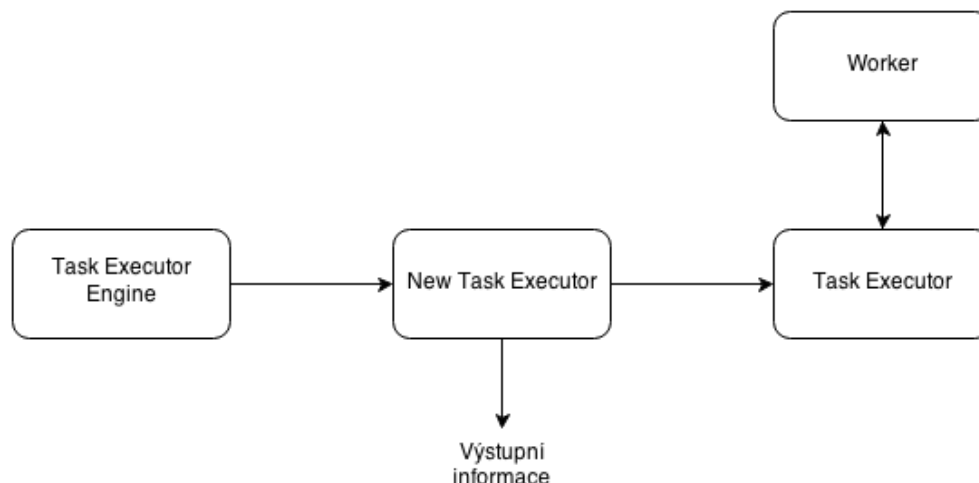 Worker
Task Executor
Engine
New Task Executor
Task Executor
Výstupní
informace